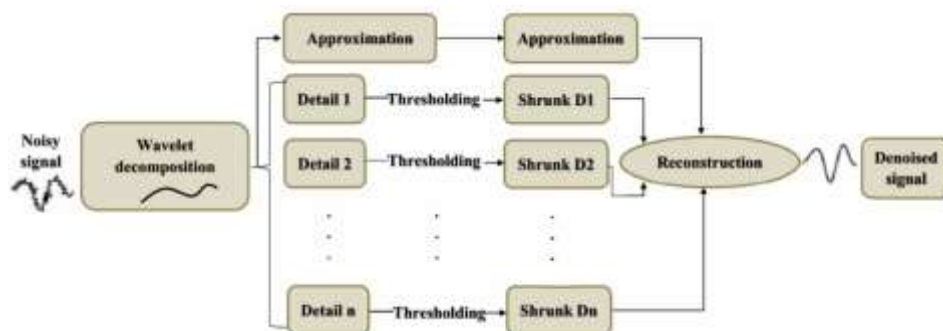 Approximation
Approximation
Detail 1
Thresholding
Shrunk D1
Noisy
signal
Wavelet
decomposition
Detail 2
Thresholding
Shrunk D2
Reconstruction
Denoised
signal
Detail n
Thresholding
Shrunk Dn